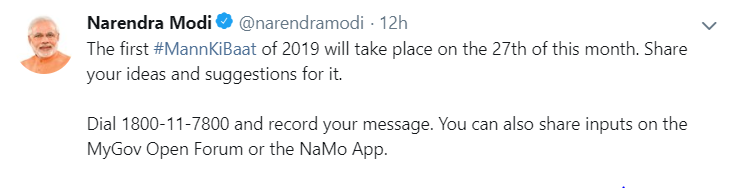 Narendra Modi @narendramodi · 12h
The first #MannKiBaat of 2019 will take place on the 27th of this month. Share
your ideas and suggestions for it.
Dial 1800-11-7800 and record your message. You can also share inputs on the
MyGov Open Forum or the NaMo App.